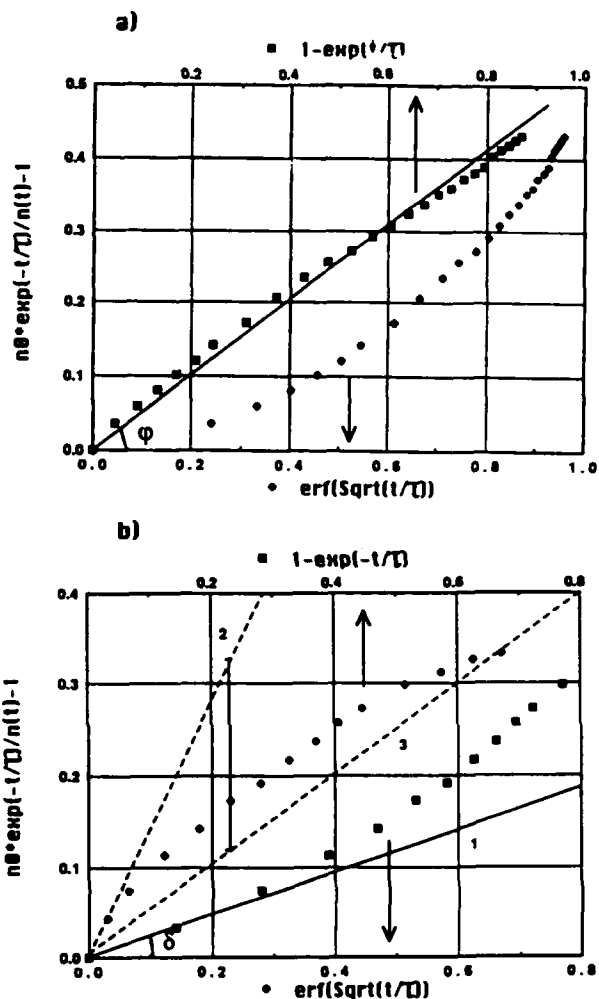 a)
■ 1-exp(t/τ)
0.2 0.4 0.6 0.8 1.0
0.5
0.4
0.3
0.2
0.1
0.0
n0*exp(-t/τ)/n(t)-1
φ
0.0 0.2 0.4 0.6 0.8 1.0
◆ erf(Sqrt(t/τ))
b)
■ 1-exp(-t/τ)
0.2 0.4 0.6 0.8
0.4
0.3
0.2
0.1
0.0
n0*exp(-t/τ)/n(t)-1
2
3
1
δ
0.0 0.2 0.4 0.6 0.8
◆ erf(Sqrt(t/τ))